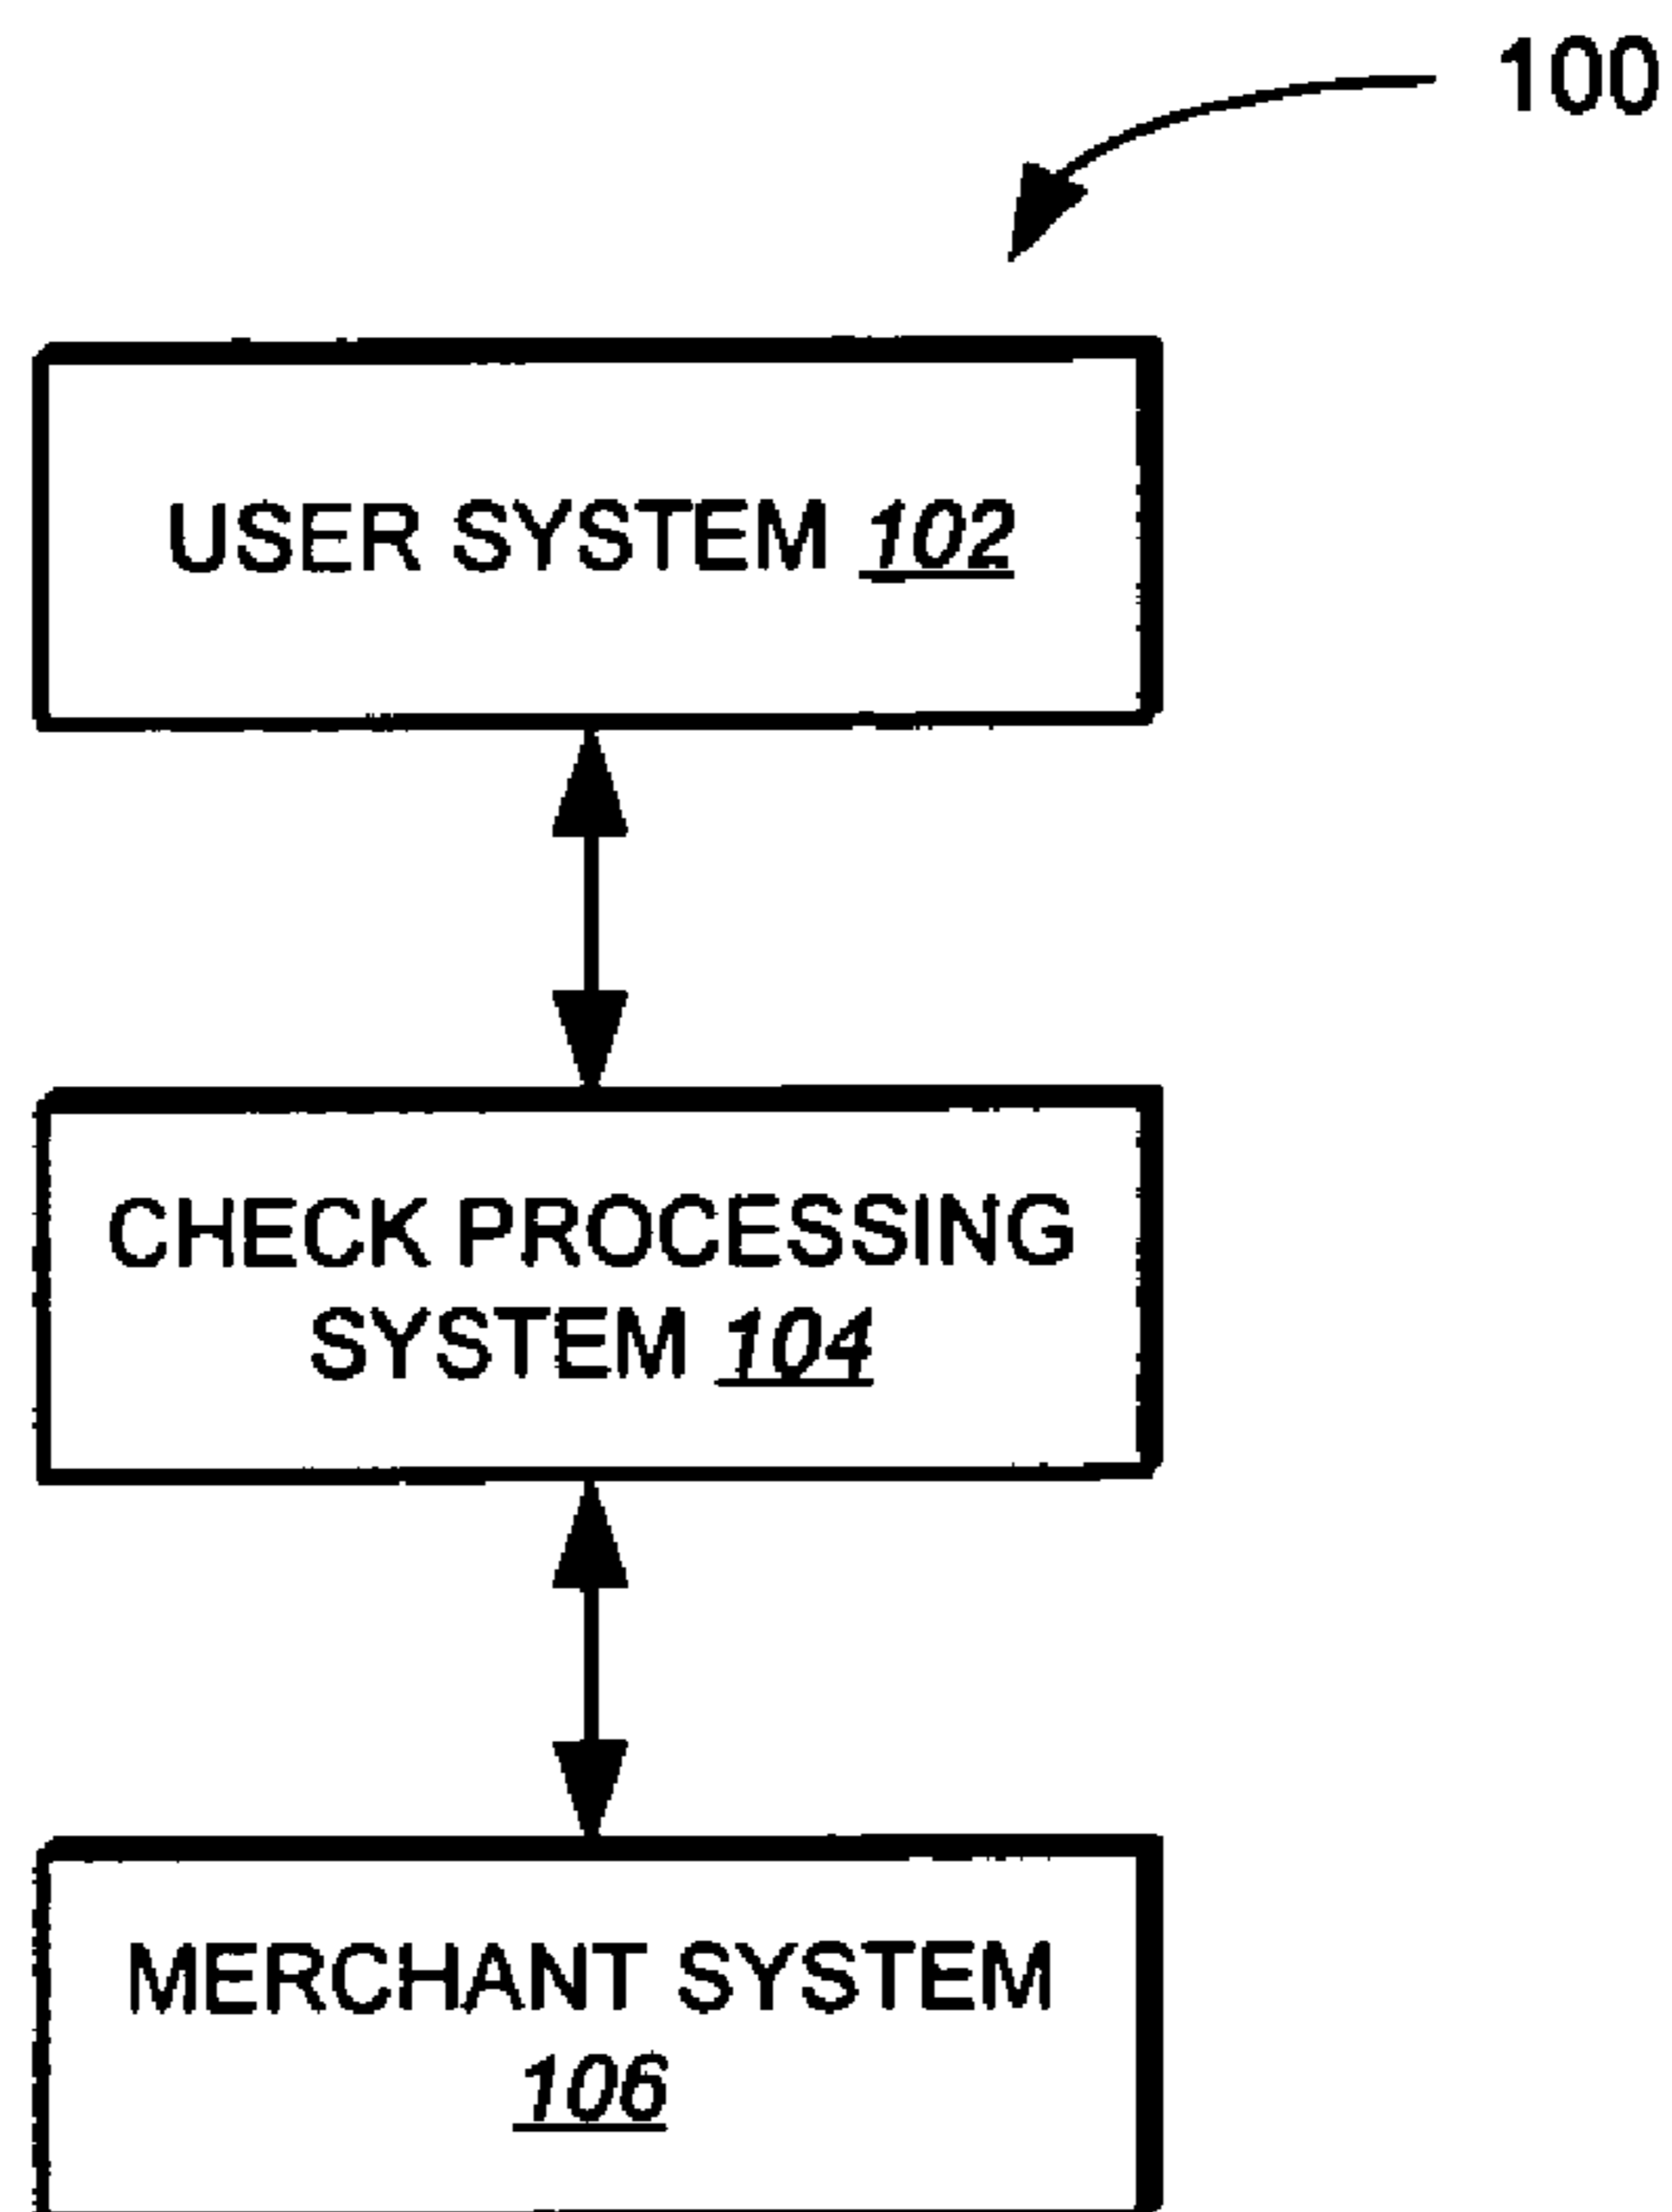 100
USER SYSTEM 102
CHECK PROCESSING
SYSTEM 104
MERCHANT SYSTEM
106